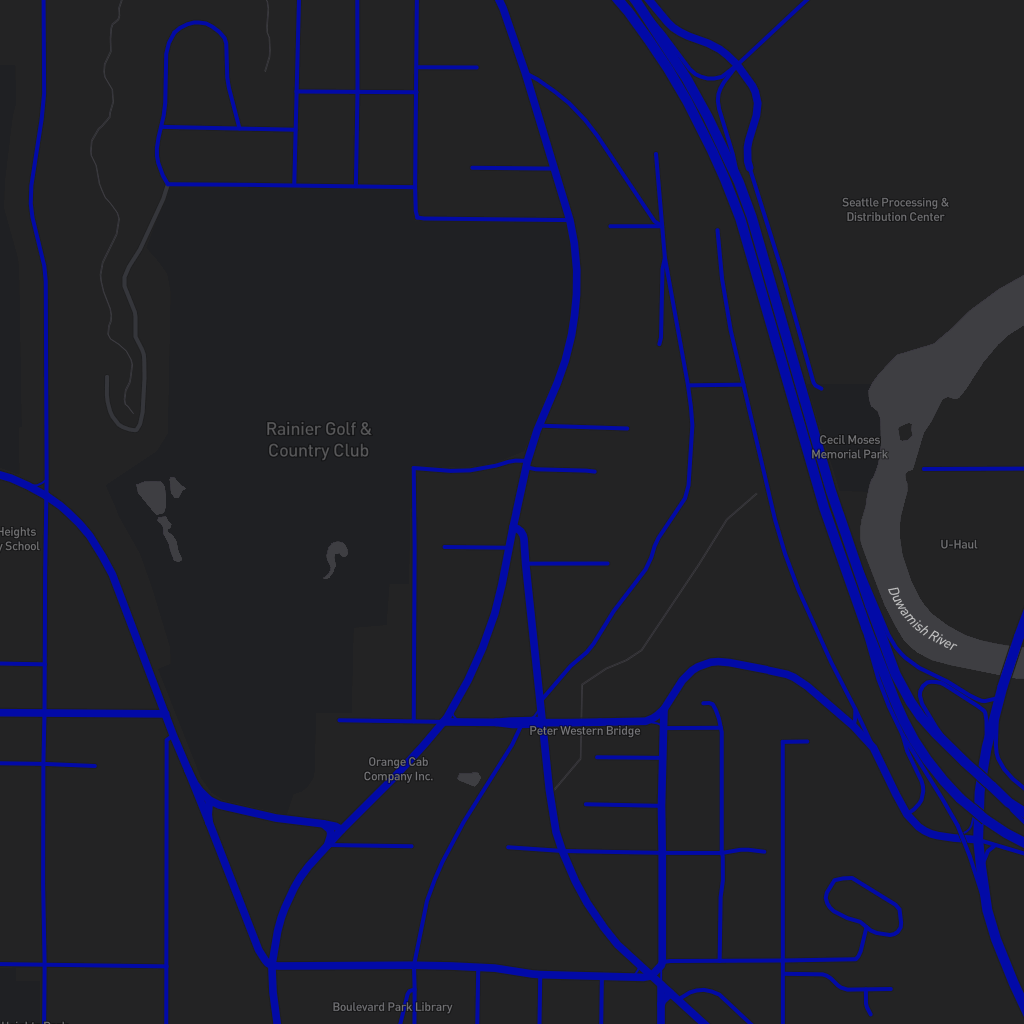 Seattle Processing &
Distribution Center
Rainier Golf &
Country Club
Cecil Moses
Memorial Park
Heights
y School
U-Haul
Duwamish River
Peter Western Bridge
Orange Cab
Company Inc.
Boulevard Park Library